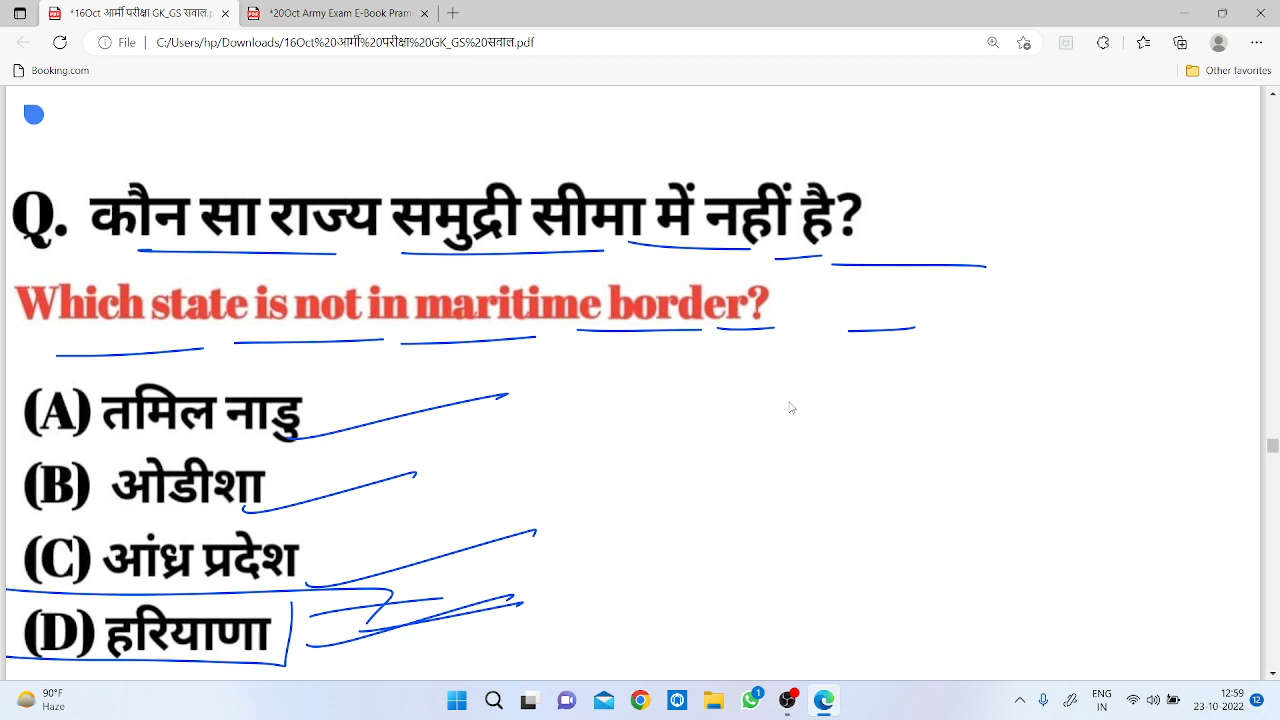 *16Oct आर्मी परीक्षा GK_GS सवाल.p
*20Oct Army Exam E-Book Pram
File C:/Users/hp/Downloads/16Oct%20आर्मी%20परीक्षा%20GK_GS%20सवाल.pdf
Booking.com
Other favorites
Q. कौन सा राज्य समुद्री सीमा में नहीं है?
Which state is not in maritime border?
(A) तमिल नाडु
(B) ओडीशा
(C) आंध्र प्रदेश
(D) हरियाणा
90°F
Haze
1
ENG
IN
12:59
23-10-2022
12